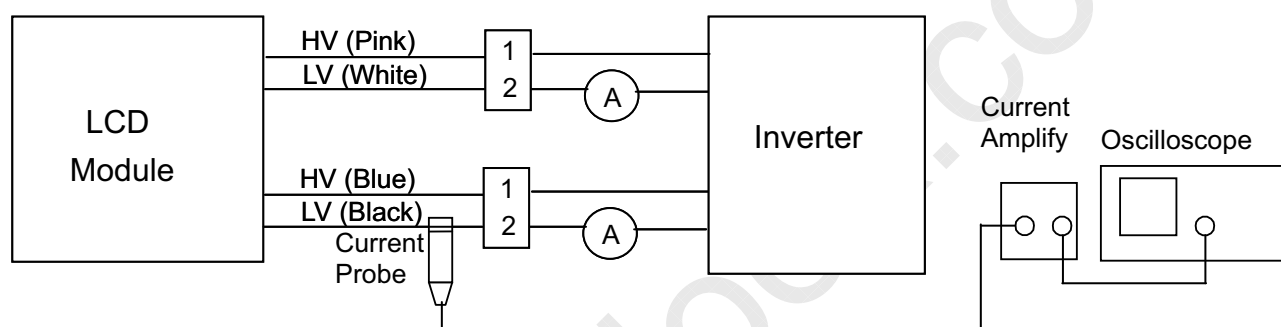 HV (Pink)
LV (White)
1
2
A
LCD
Module
Inverter
Current
Amplify
Oscilloscope
HV (Blue)
LV (Black)
1
2
A
Current
Probe